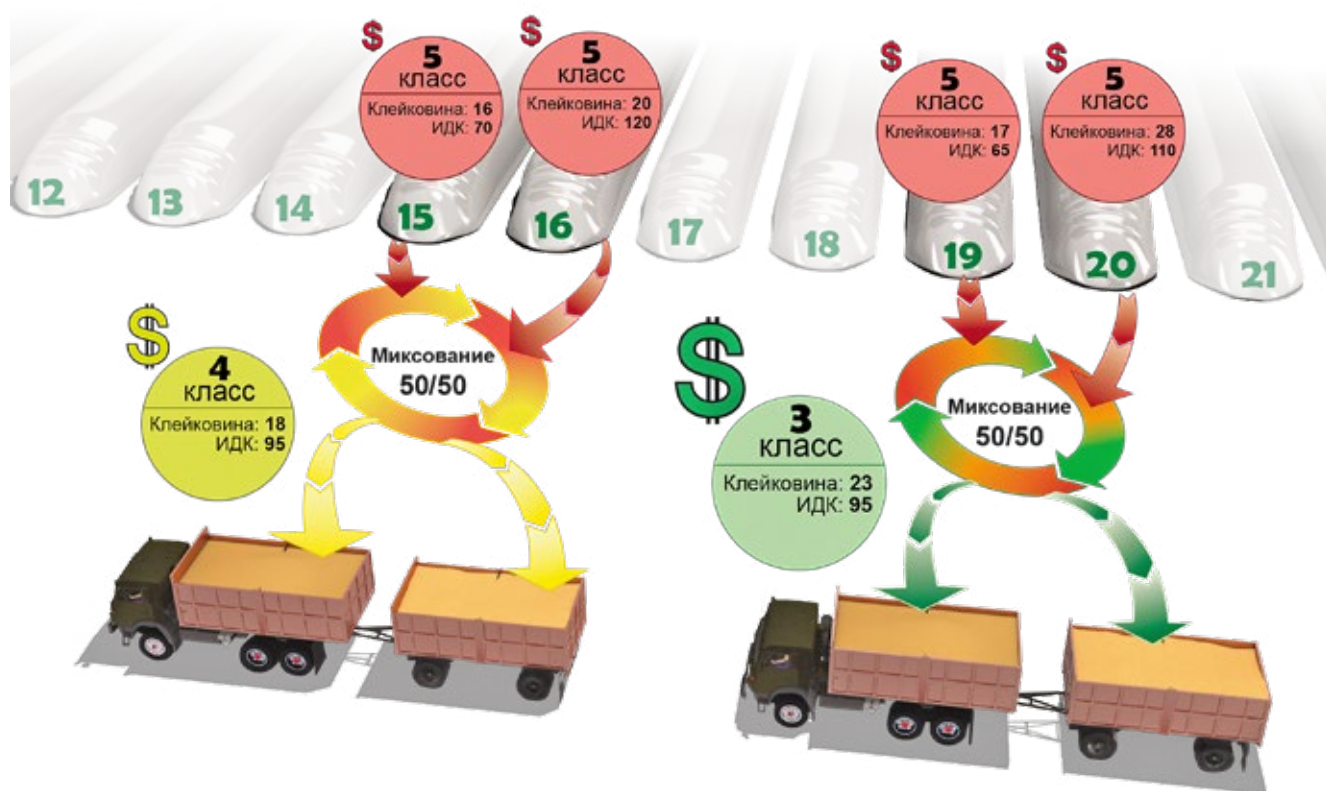 $
5
класс
Клейковина: 16
ИДК: 70
$
5
класс
Клейковина: 20
ИДК: 120
$
5
класс
Клейковина: 17
ИДК: 65
$
5
класс
Клейковина: 28
ИДК: 110
12
13
14
15
16
17
18
19
20
21
$
4
класс
Клейковина: 18
ИДК: 95
Миксование
50/50
$
3
класс
Клейковина: 23
ИДК: 95
Миксование
50/50